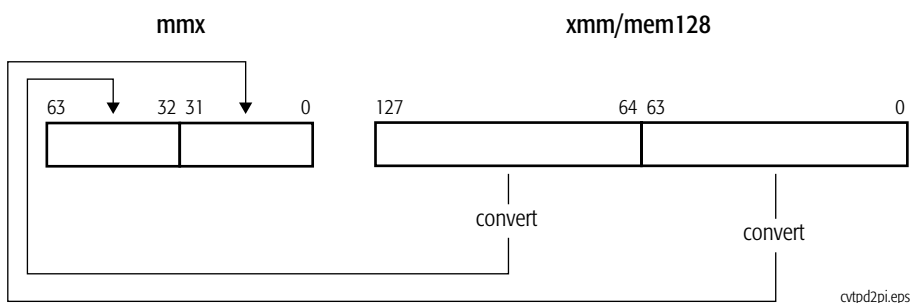 mmx xmm/mem128
63 32 31 0 127 64 63 0
convert
convert
cvtpd2pi.eps